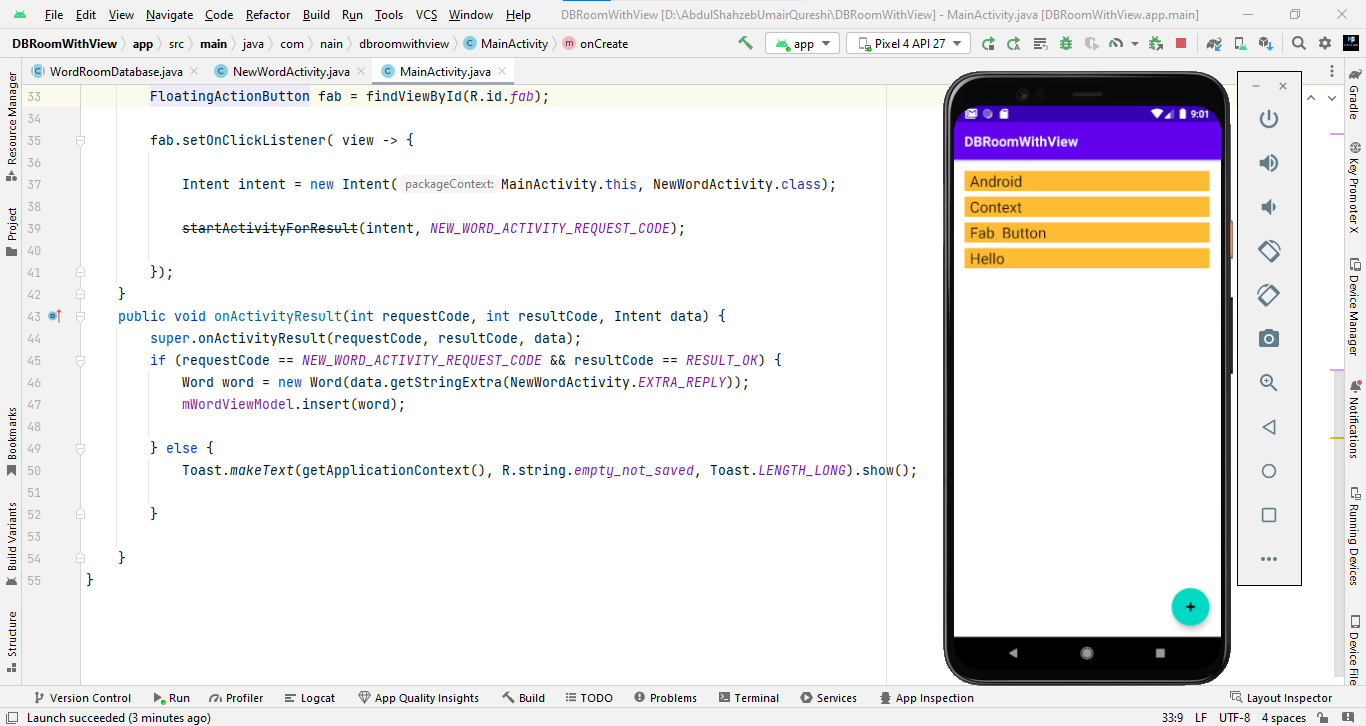 File Edit View Navigate Code Refactor Build Run Tools VCS Window Help DBRoomWithView [D:\AbdulShahzebUmairQureshi\DBRoomWithView] - MainActivity.java [DBRoomWithView.app.main]
DBRoomWithView app src main java com nain dbroomwithview MainActivity onCreate app Pixel 4 API 27
WordRoomDatabase.java NewWordActivity.java MainActivity.java
33 FloatingActionButton fab = findViewById(R.id.fab);
34
35 fab.setOnClickListener( view -> {
36
37 Intent intent = new Intent( packageContext: MainActivity.this, NewWordActivity.class);
38
39 startActivityForResult(intent, NEW_WORD_ACTIVITY_REQUEST_CODE);
40
41 });
42 }
43 public void onActivityResult(int requestCode, int resultCode, Intent data) {
44 super.onActivityResult(requestCode, resultCode, data);
45 if (requestCode == NEW_WORD_ACTIVITY_REQUEST_CODE && resultCode == RESULT_OK) {
46 Word word = new Word(data.getStringExtra(NewWordActivity.EXTRA_REPLY));
47 mWordViewModel.insert(word);
48
49 } else {
50 Toast.makeText(getApplicationContext(), R.string.empty_not_saved, Toast.LENGTH_LONG).show();
51
52 }
53
54 }
55 }
9:01
DBRoomWithView
Android
Context
Fab Button
Hello
Resource Manager
Project
Bookmarks
Build Variants
Structure
Gradle
Key Promoter X
Device Manager
Notifications
Running Devices
Device File
Version Control Run Profiler Logcat App Quality Insights Build TODO Problems Terminal Services App Inspection Layout Inspector
Launch succeeded (3 minutes ago) 33:9 LF UTF-8 4 spaces